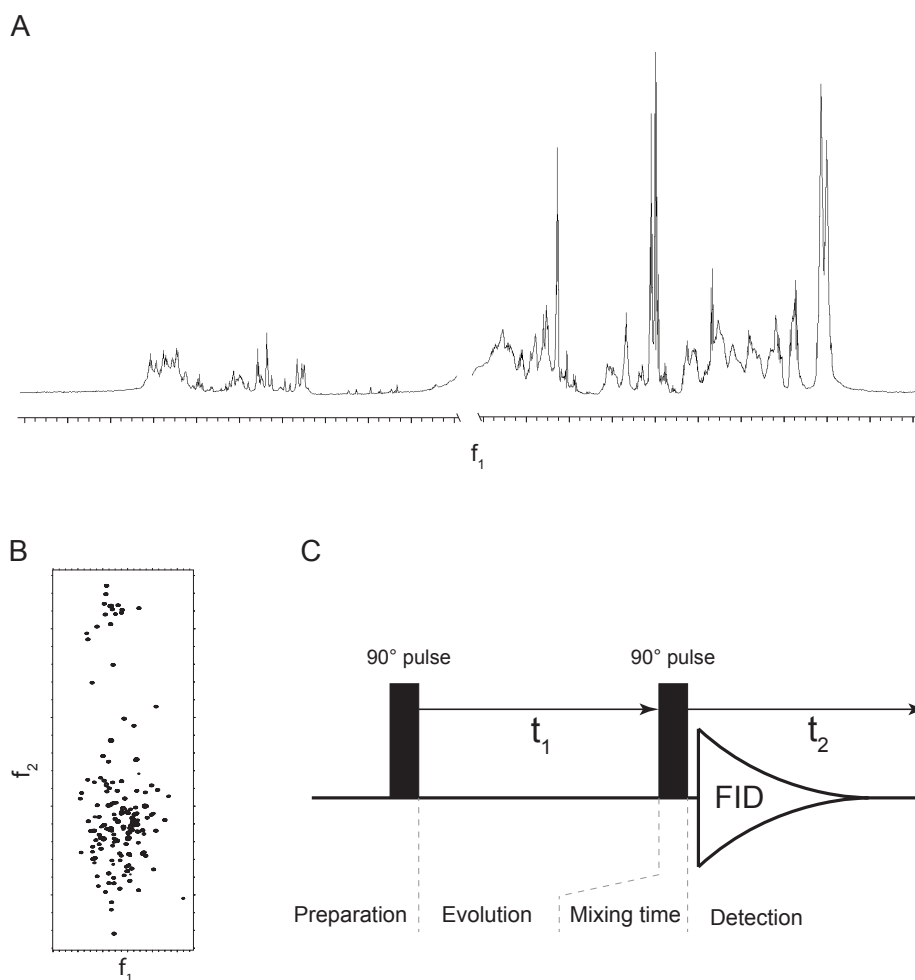 A
f₁
B
f₂
f₁
C
90° pulse
90° pulse
t₁
t₂
FID
Preparation
Evolution
Mixing time
Detection